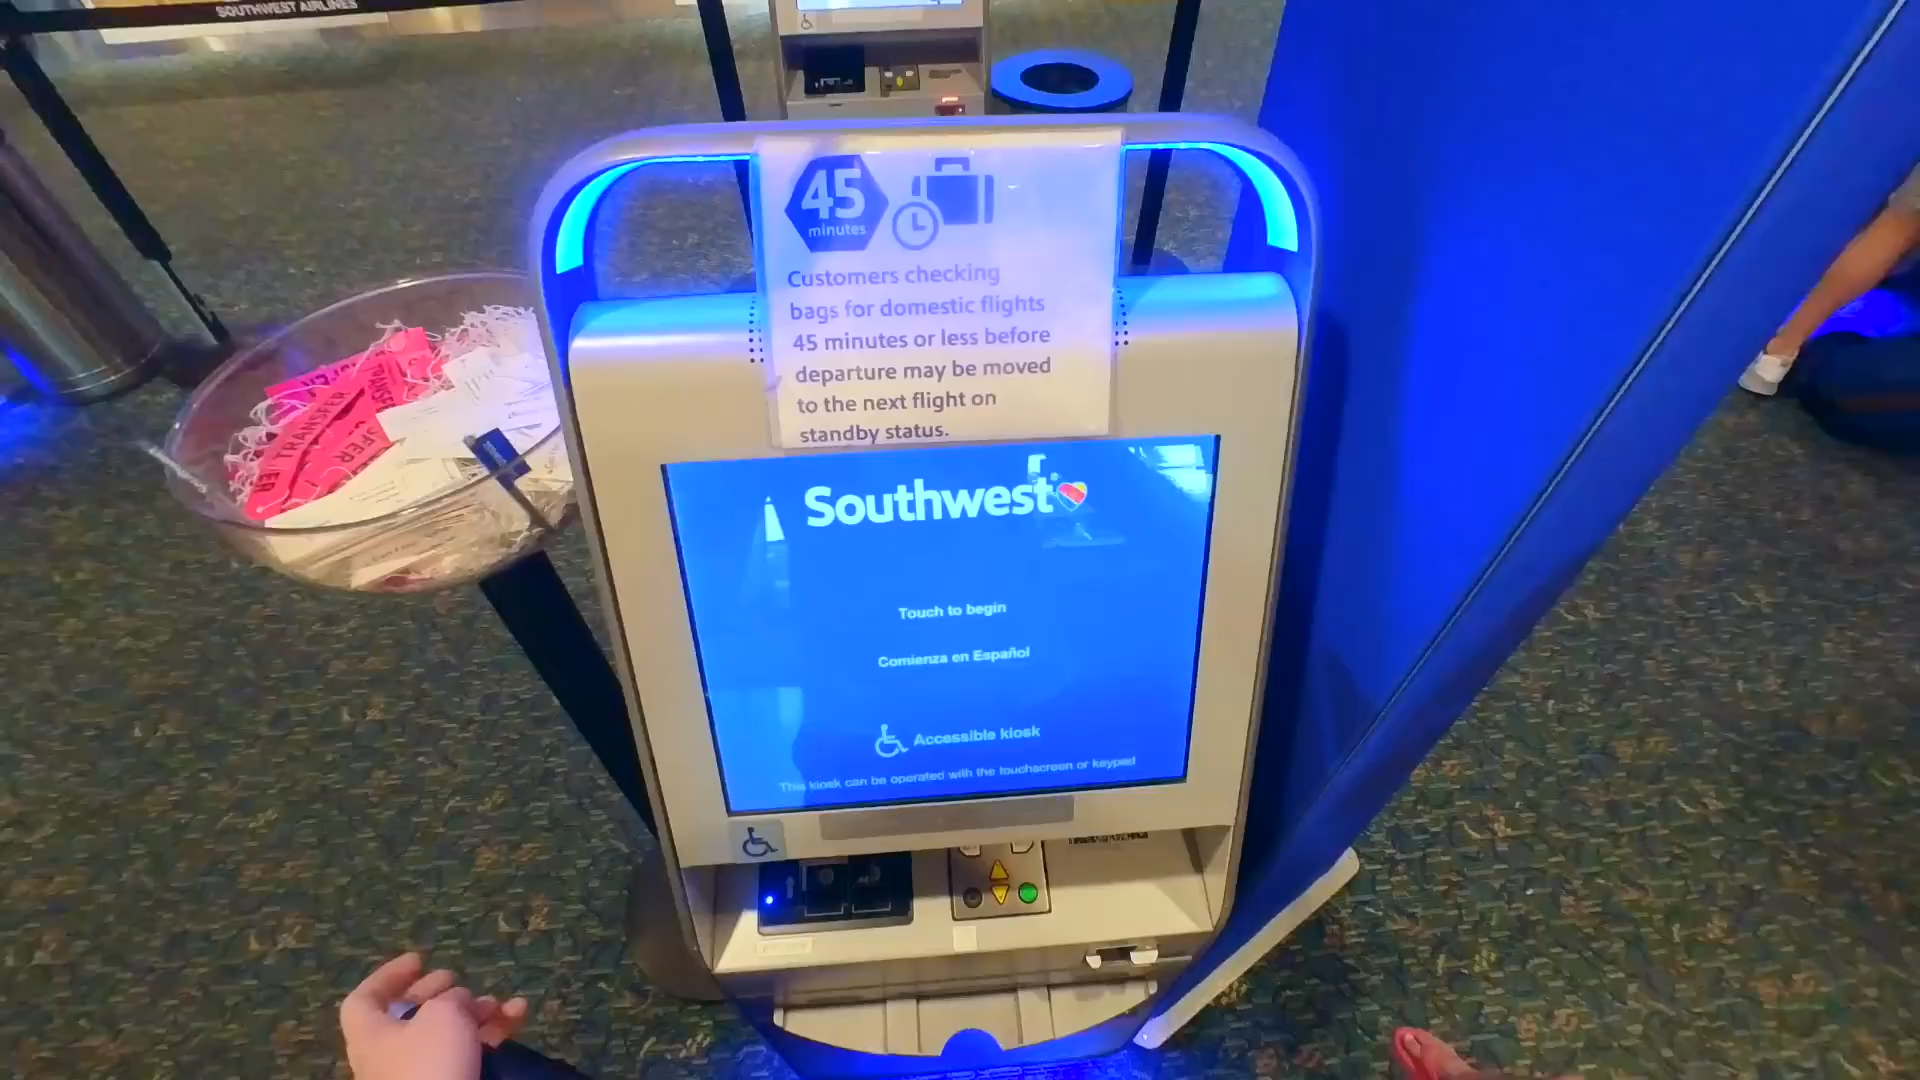 SOUTHWEST AIRLINES
45
minutes
Customers checking
bags for domestic flights
45 minutes or less before
departure may be moved
to the next flight on
standby status.
TRANSFER
Southwest
Touch to begin
Comienza en Español
Accessible kiosk
This kiosk can be operated with the touchscreen or keypad